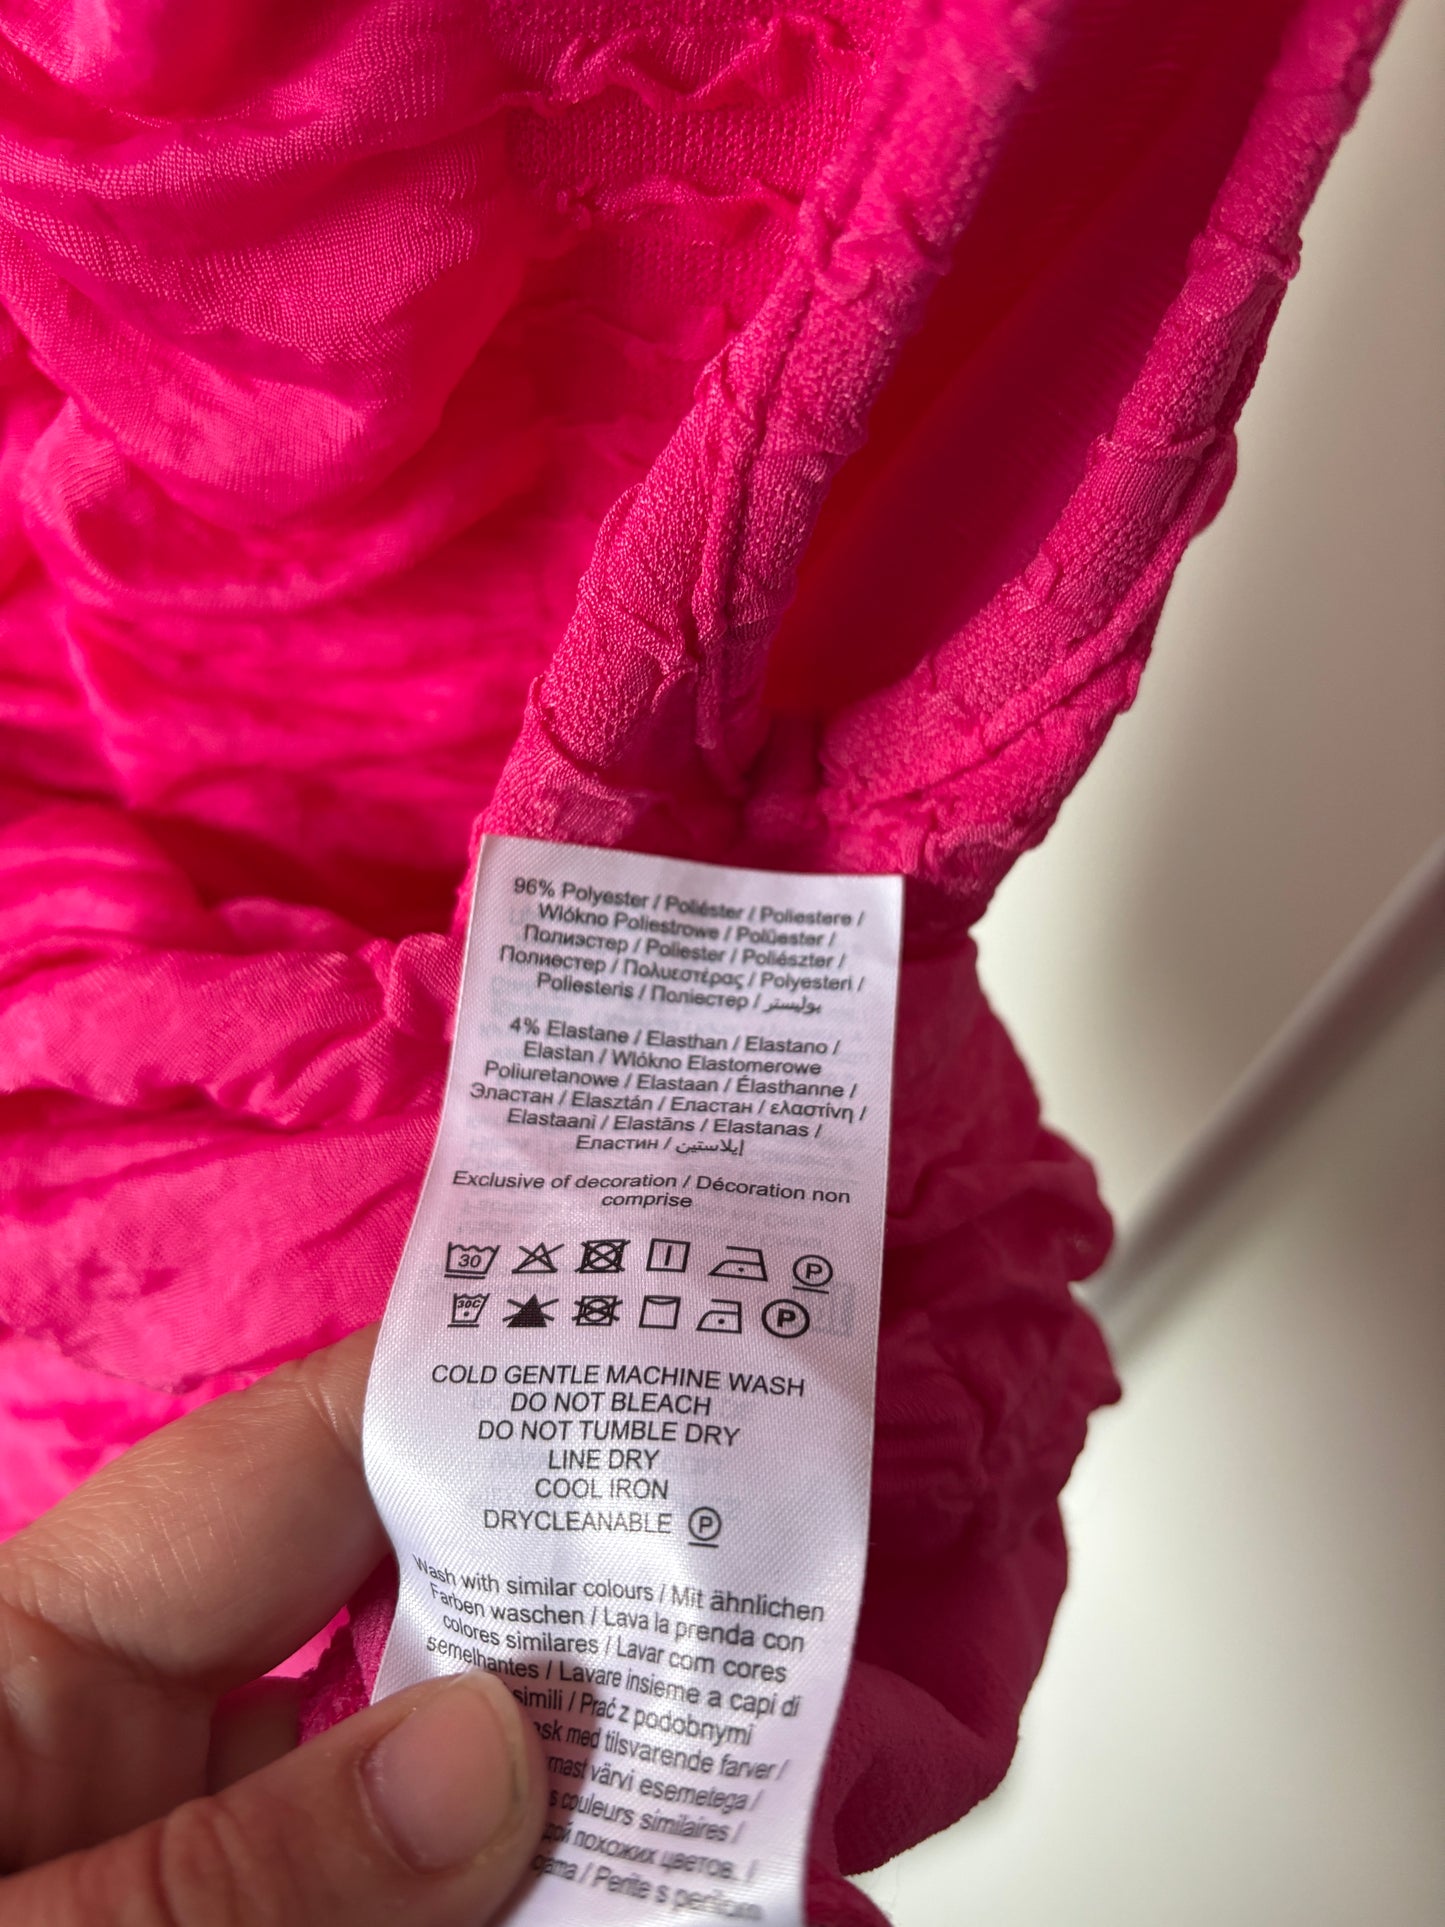 96% Polyester / Poliéster / Poliestere /
Włókno Poliestrowe / Polüester /
Полиэстер / Poliester / Poliészter /
Полиестер / Πολυεστέρας / Polyesteri /
Poliesteris / Поліестер / بوليستر
4% Elastane / Elasthan / Elastano /
Elastan / Włókno Elastomerowe
Poliuretanowe / Elastaan / Élasthanne /
Эластан / Elasztán / Еластан / ελαστίνη /
Elastaani / Elastāns / Elastanas /
Еластин / إيلاستين
Exclusive of decoration / Décoration non
comprise
30 P
30C P
COLD GENTLE MACHINE WASH
DO NOT BLEACH
DO NOT TUMBLE DRY
LINE DRY
COOL IRON
DRYCLEANABLE P
Wash with similar colours / Mit ähnlichen
Farben waschen / Lava la prenda con
colores similares / Lavar com cores
semelhantes / Lavare insieme a capi di
simili / Prać z podobnymi
med tilsvarende farver /
värvi esemetega /
couleurs similaires /
похожих цветов. /
/ Perite s